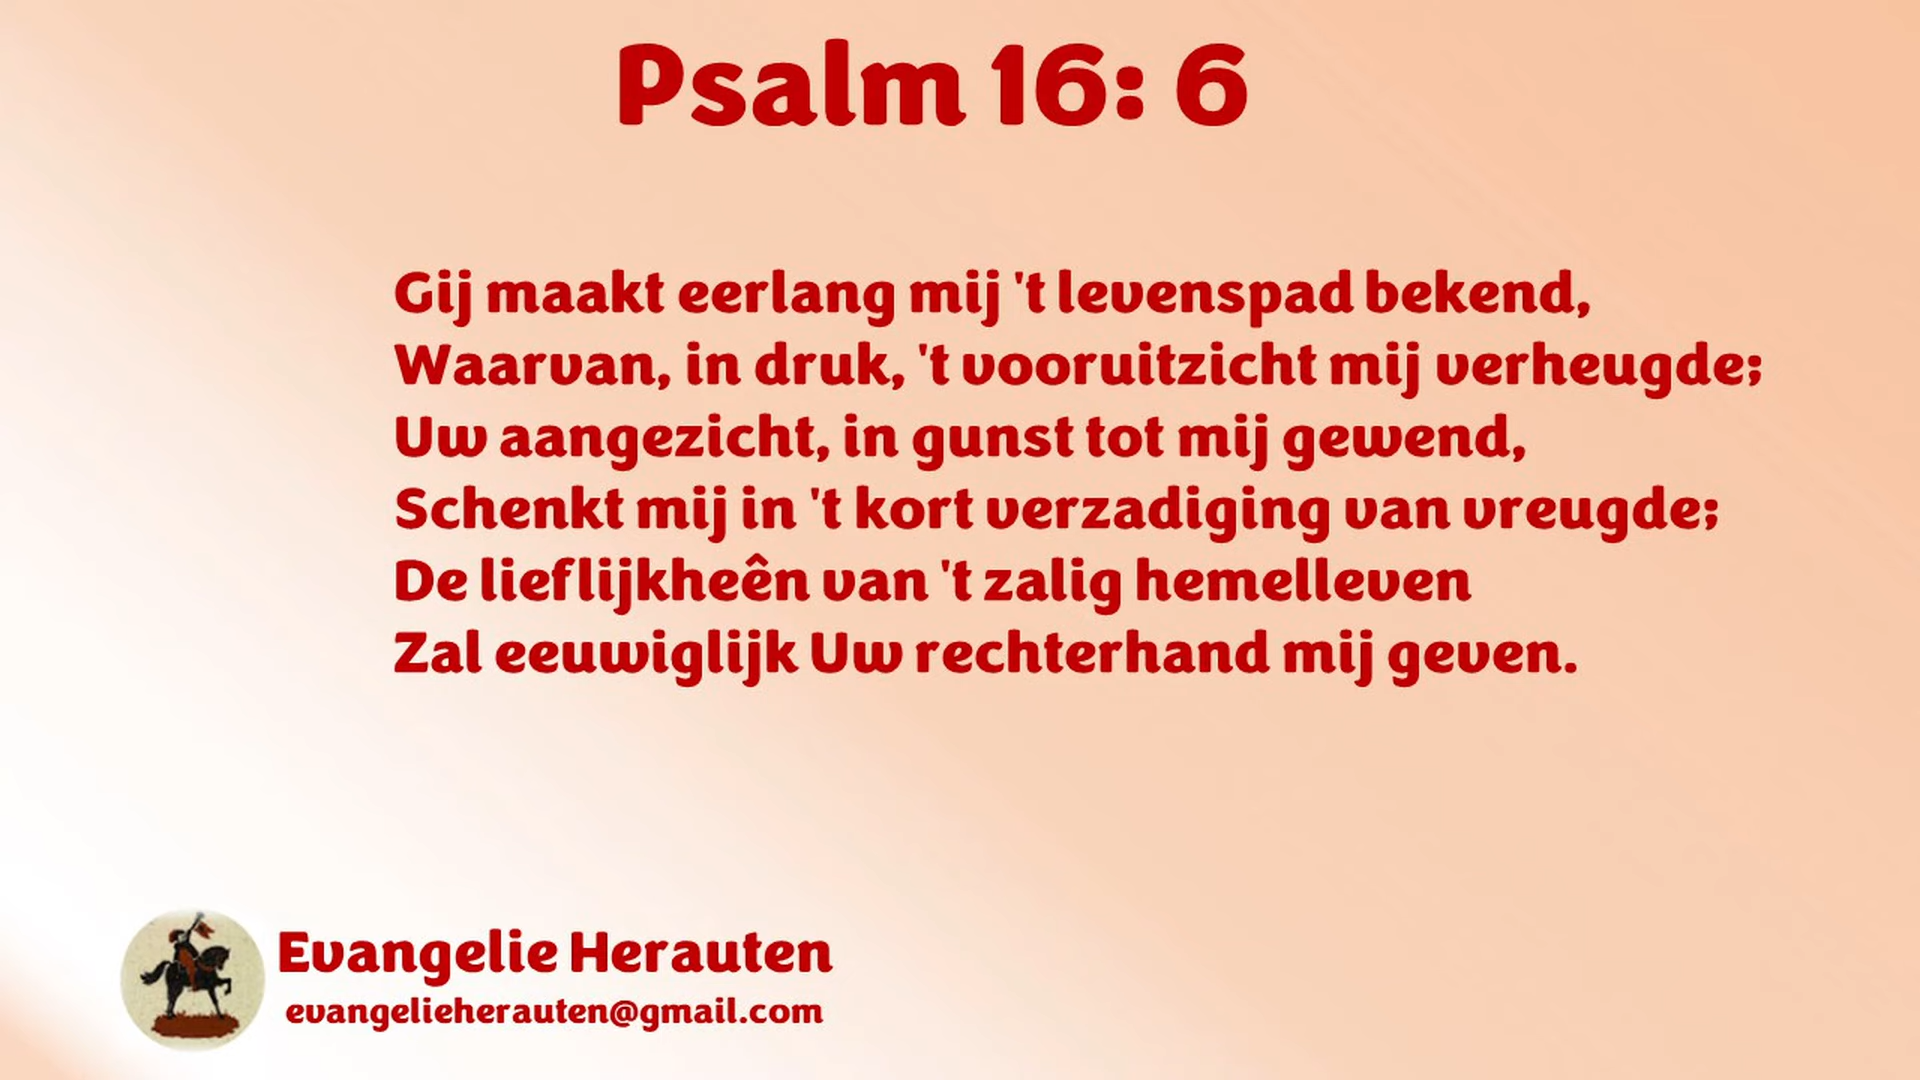 Psalm 16: 6
Gij maakt eerlang mij 't levenspad bekend,
Waarvan, in druk, 't vooruitzicht mij verheugde;
Uw aangezicht, in gunst tot mij gewend,
Schenkt mij in 't kort verzadiging van vreugde;
De lieflijkheên van 't zalig hemelleven
Zal eeuwiglijk Uw rechterhand mij geven.
Evangelie Herauten
evangelieherauten@gmail.com